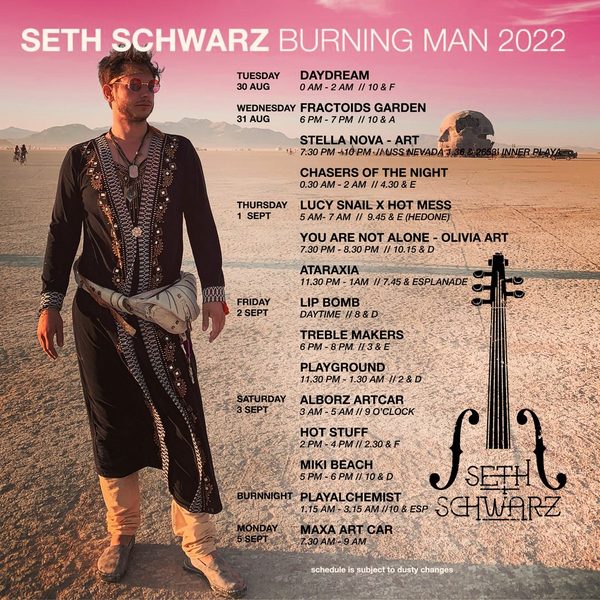 SETH SCHWARZ BURNING MAN 2022
TUESDAY
30 AUG
DAYDREAM
0 AM - 2 AM // 10 & F
WEDNESDAY
31 AUG
FRACTOIDS GARDEN
6 PM - 7 PM // 10 & A
STELLA NOVA - ART
7.30 PM - 10 PM // USS NEVADA 1.36 & 2652' INNER PLAYA
CHASERS OF THE NIGHT
0.30 AM - 2 AM // 4.30 & E
THURSDAY
1 SEPT
LUCY SNAIL X HOT MESS
5 AM- 7 AM // 9.45 & E (HEDONE)
YOU ARE NOT ALONE - OLIVIA ART
7.30 PM - 8.30 PM // 10.15 & D
ATARAXIA
11.30 PM - 1AM // 7.45 & ESPLANADE
FRIDAY
2 SEPT
LIP BOMB
DAYTIME // 8 & D
TREBLE MAKERS
6 PM - 8 PM // 3 & E
PLAYGROUND
11.30 PM - 1.30 AM // 2 & D
SATURDAY
3 SEPT
ALBORZ ARTCAR
3 AM - 5 AM // 9 O'CLOCK
HOT STUFF
2 PM - 4 PM // 2.30 & F
MIKI BEACH
5 PM - 6 PM // 10 & D
BURNNIGHT
PLAYALCHEMIST
1.15 AM - 3.15 AM //10 & ESP
MONDAY
5 SEPT
MAXA ART CAR
7.30 AM - 9 AM
SETH
SCHWARZ
schedule is subject to dusty changes